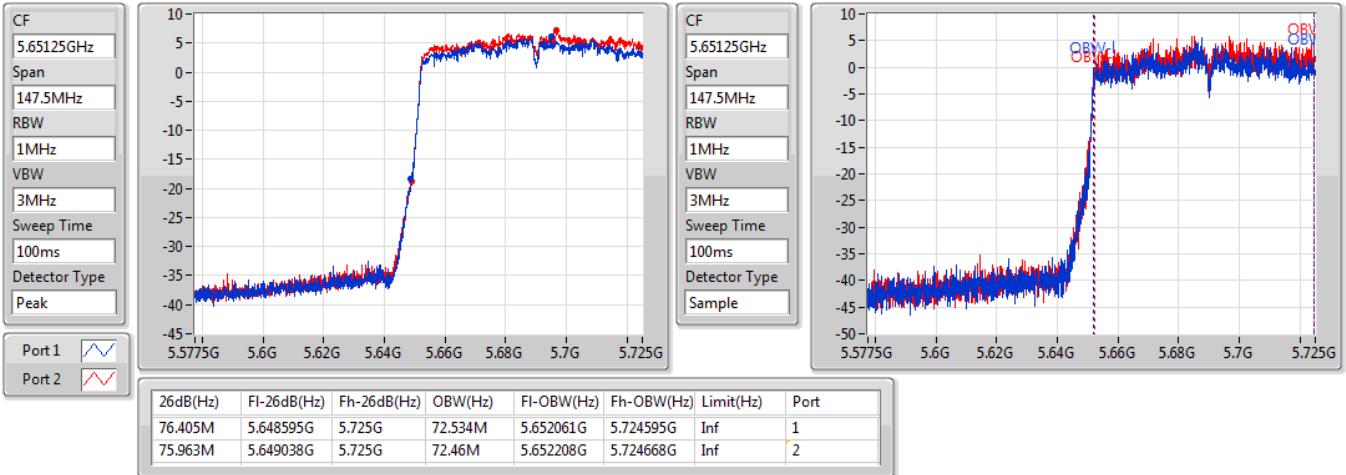 CF
5.65125GHz
Span
147.5MHz
RBW
1MHz
VBW
3MHz
Sweep Time
100ms
Detector Type
Peak
Port 1
Port 2
10
5
0
-5
-10
-15
-20
-25
-30
-35
-40
-45
5.5775G 5.6G 5.62G 5.64G 5.66G 5.68G 5.7G 5.725G
CF
5.65125GHz
Span
147.5MHz
RBW
1MHz
VBW
3MHz
Sweep Time
100ms
Detector Type
Sample
10
5
0
-5
-10
-15
-20
-25
-30
-35
-40
-45
-50
OBW
OBW-l
OBW
5.5775G 5.6G 5.62G 5.64G 5.66G 5.68G 5.7G 5.725G
26dB(Hz) Fl-26dB(Hz) Fh-26dB(Hz) OBW(Hz) Fl-OBW(Hz) Fh-OBW(Hz) Limit(Hz) Port
76.405M 5.648595G 5.725G 72.534M 5.652061G 5.724595G Inf 1
75.963M 5.649038G 5.725G 72.46M 5.652208G 5.724668G Inf 2